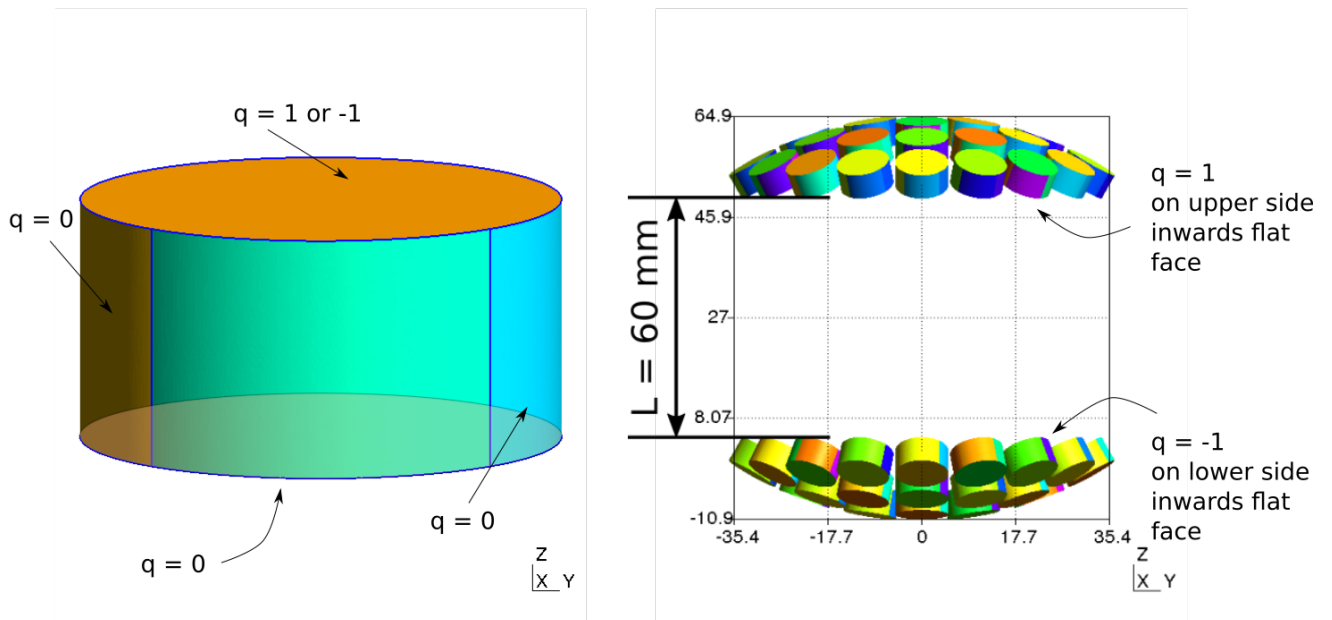 q = 1 or -1
q = 0
q = 0
q = 0
Z
X Y
64.9
45.9
27
8.07
-10.9
-35.4 -17.7 0 17.7 35.4
L = 60 mm
q = 1
on upper side
inwards flat
face
q = -1
on lower side
inwards flat
face
Z
X Y